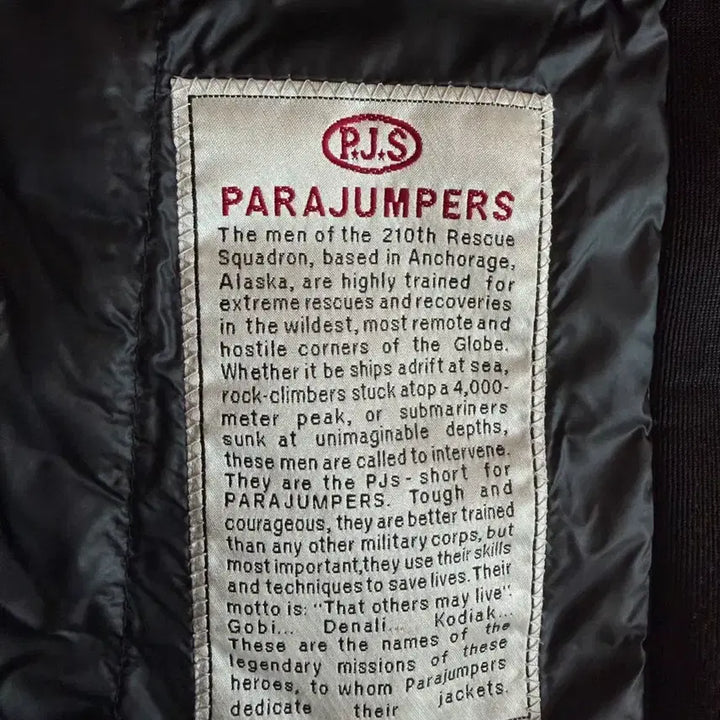 P.J.S
PARAJUMPERS
The men of the 210th Rescue
Squadron, based in Anchorage,
Alaska, are highly trained for
extreme rescues and recoveries
in the wildest, most remote and
hostile corners of the Globe.
Whether it be ships adrift at sea,
rock-climbers stuck atop a 4,000-
meter peak, or submariners
sunk at unimaginable depths,
these men are called to intervene.
They are the PJs - short for
PARAJUMPERS. Tough and
courageous, they are better trained
than any other military corps, but
most important, they use their skills
and techniques to save lives. Their
motto is: "That others may live".
Gobi... Denali... Kodiak...
These are the names of the
legendary missions of these
heroes, to whom Parajumpers
dedicate their jackets.